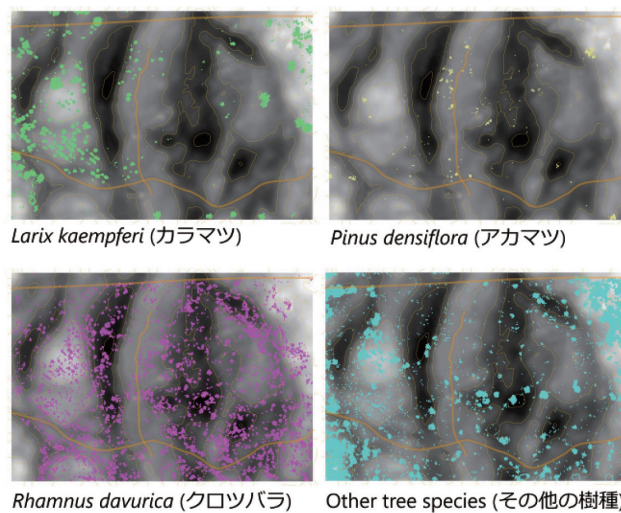 Larix kaempferi (カラマツ)
Pinus densiflora (アカマツ)
Rhamnus davurica (クロツバラ)
Other tree species (その他の樹種)